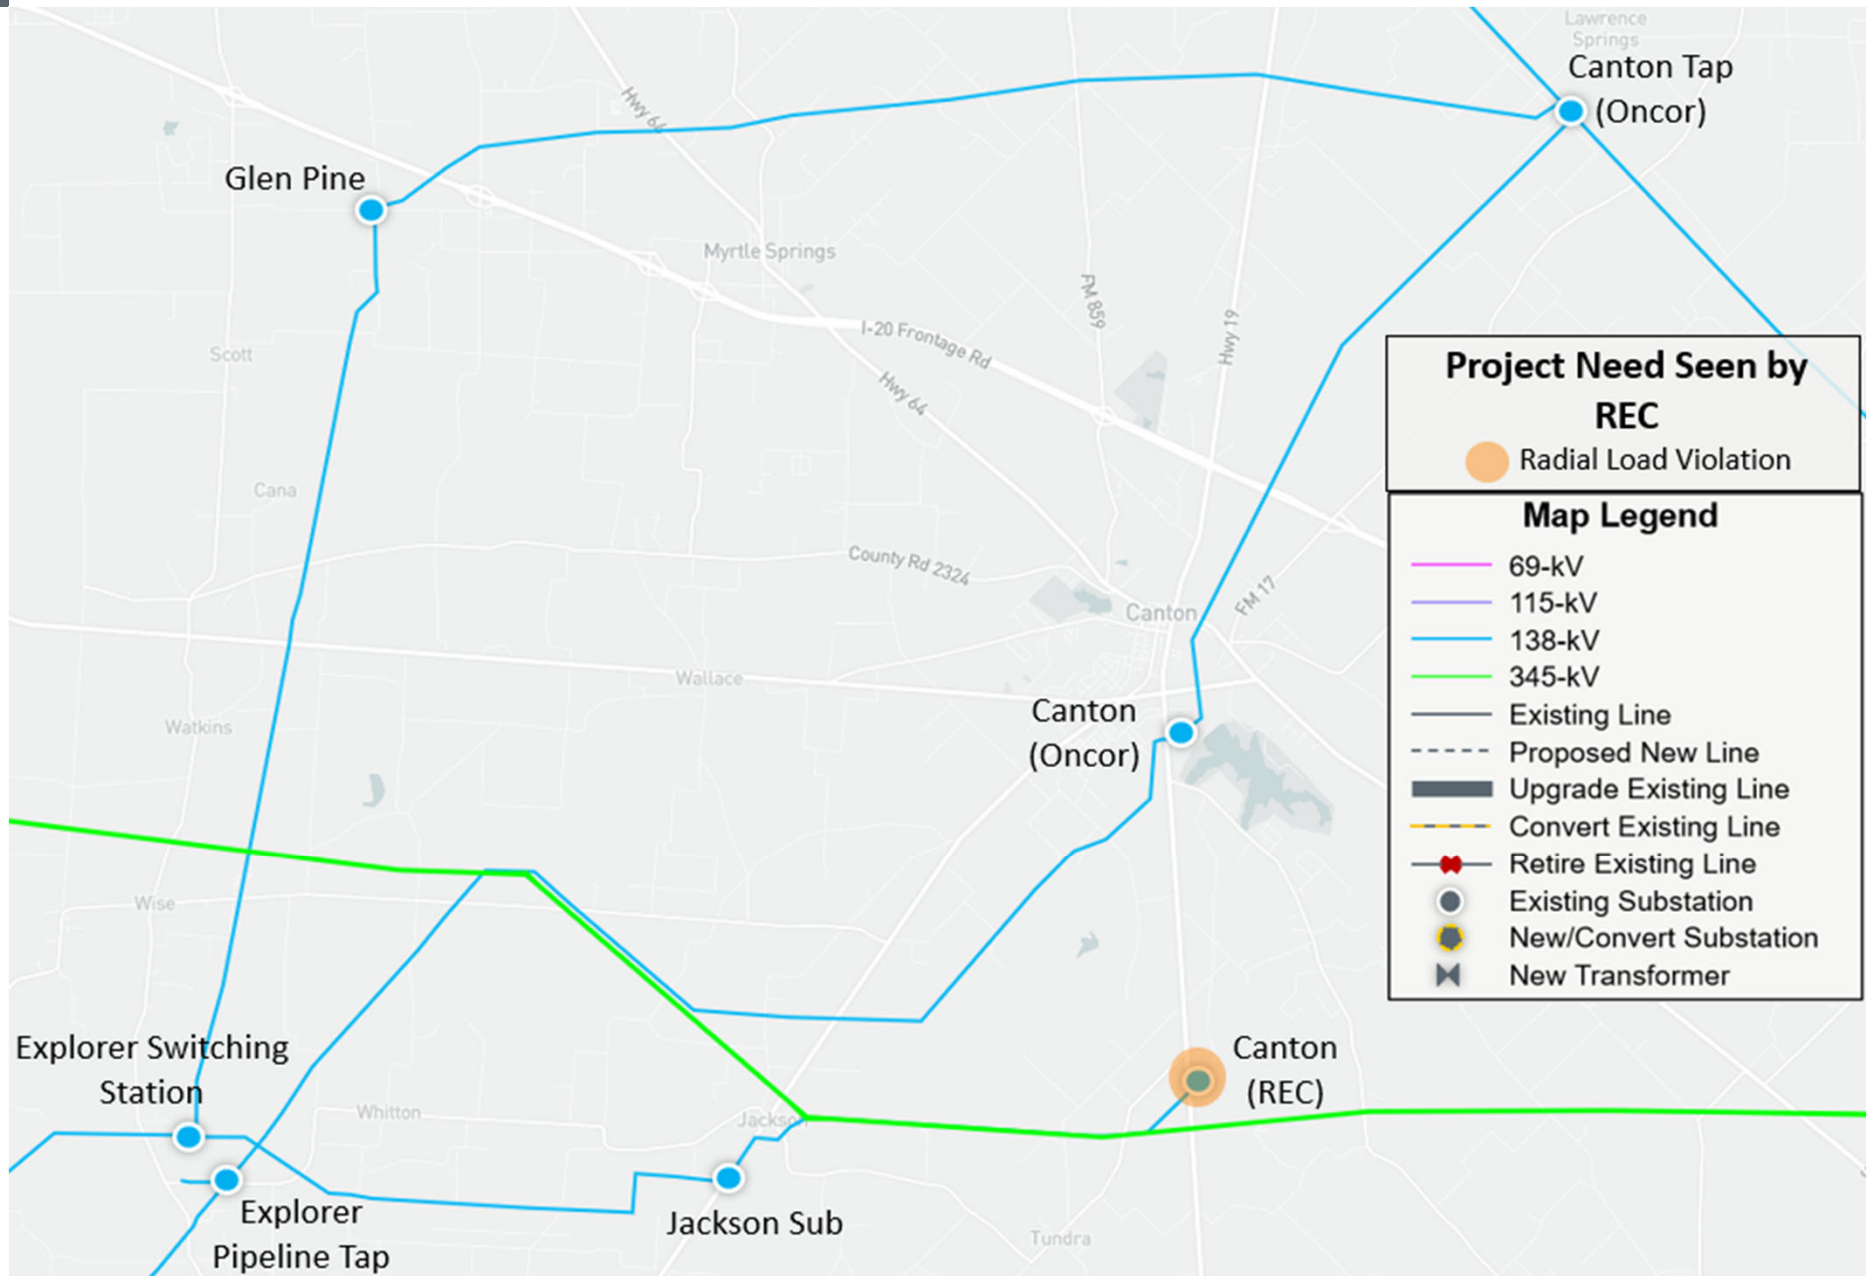 Lawrence
Springs
Canton Tap
(Oncor)
Hwy 64
Glen Pine
Myrtle Springs
FM 859
Hwy 19
I-20 Frontage Rd
Scott
Hwy 64
Project Need Seen by
REC
Radial Load Violation
Map Legend
69-kV
115-kV
138-kV
345-kV
Existing Line
Proposed New Line
Upgrade Existing Line
Convert Existing Line
Retire Existing Line
Existing Substation
New/Convert Substation
New Transformer
Cana
County Rd 2324
Canton
FM 17
Wallace
Watkins
Canton
(Oncor)
Wise
Explorer Switching
Station
Canton
(REC)
Whitton
Jackson
Explorer
Pipeline Tap
Jackson Sub
Tundra